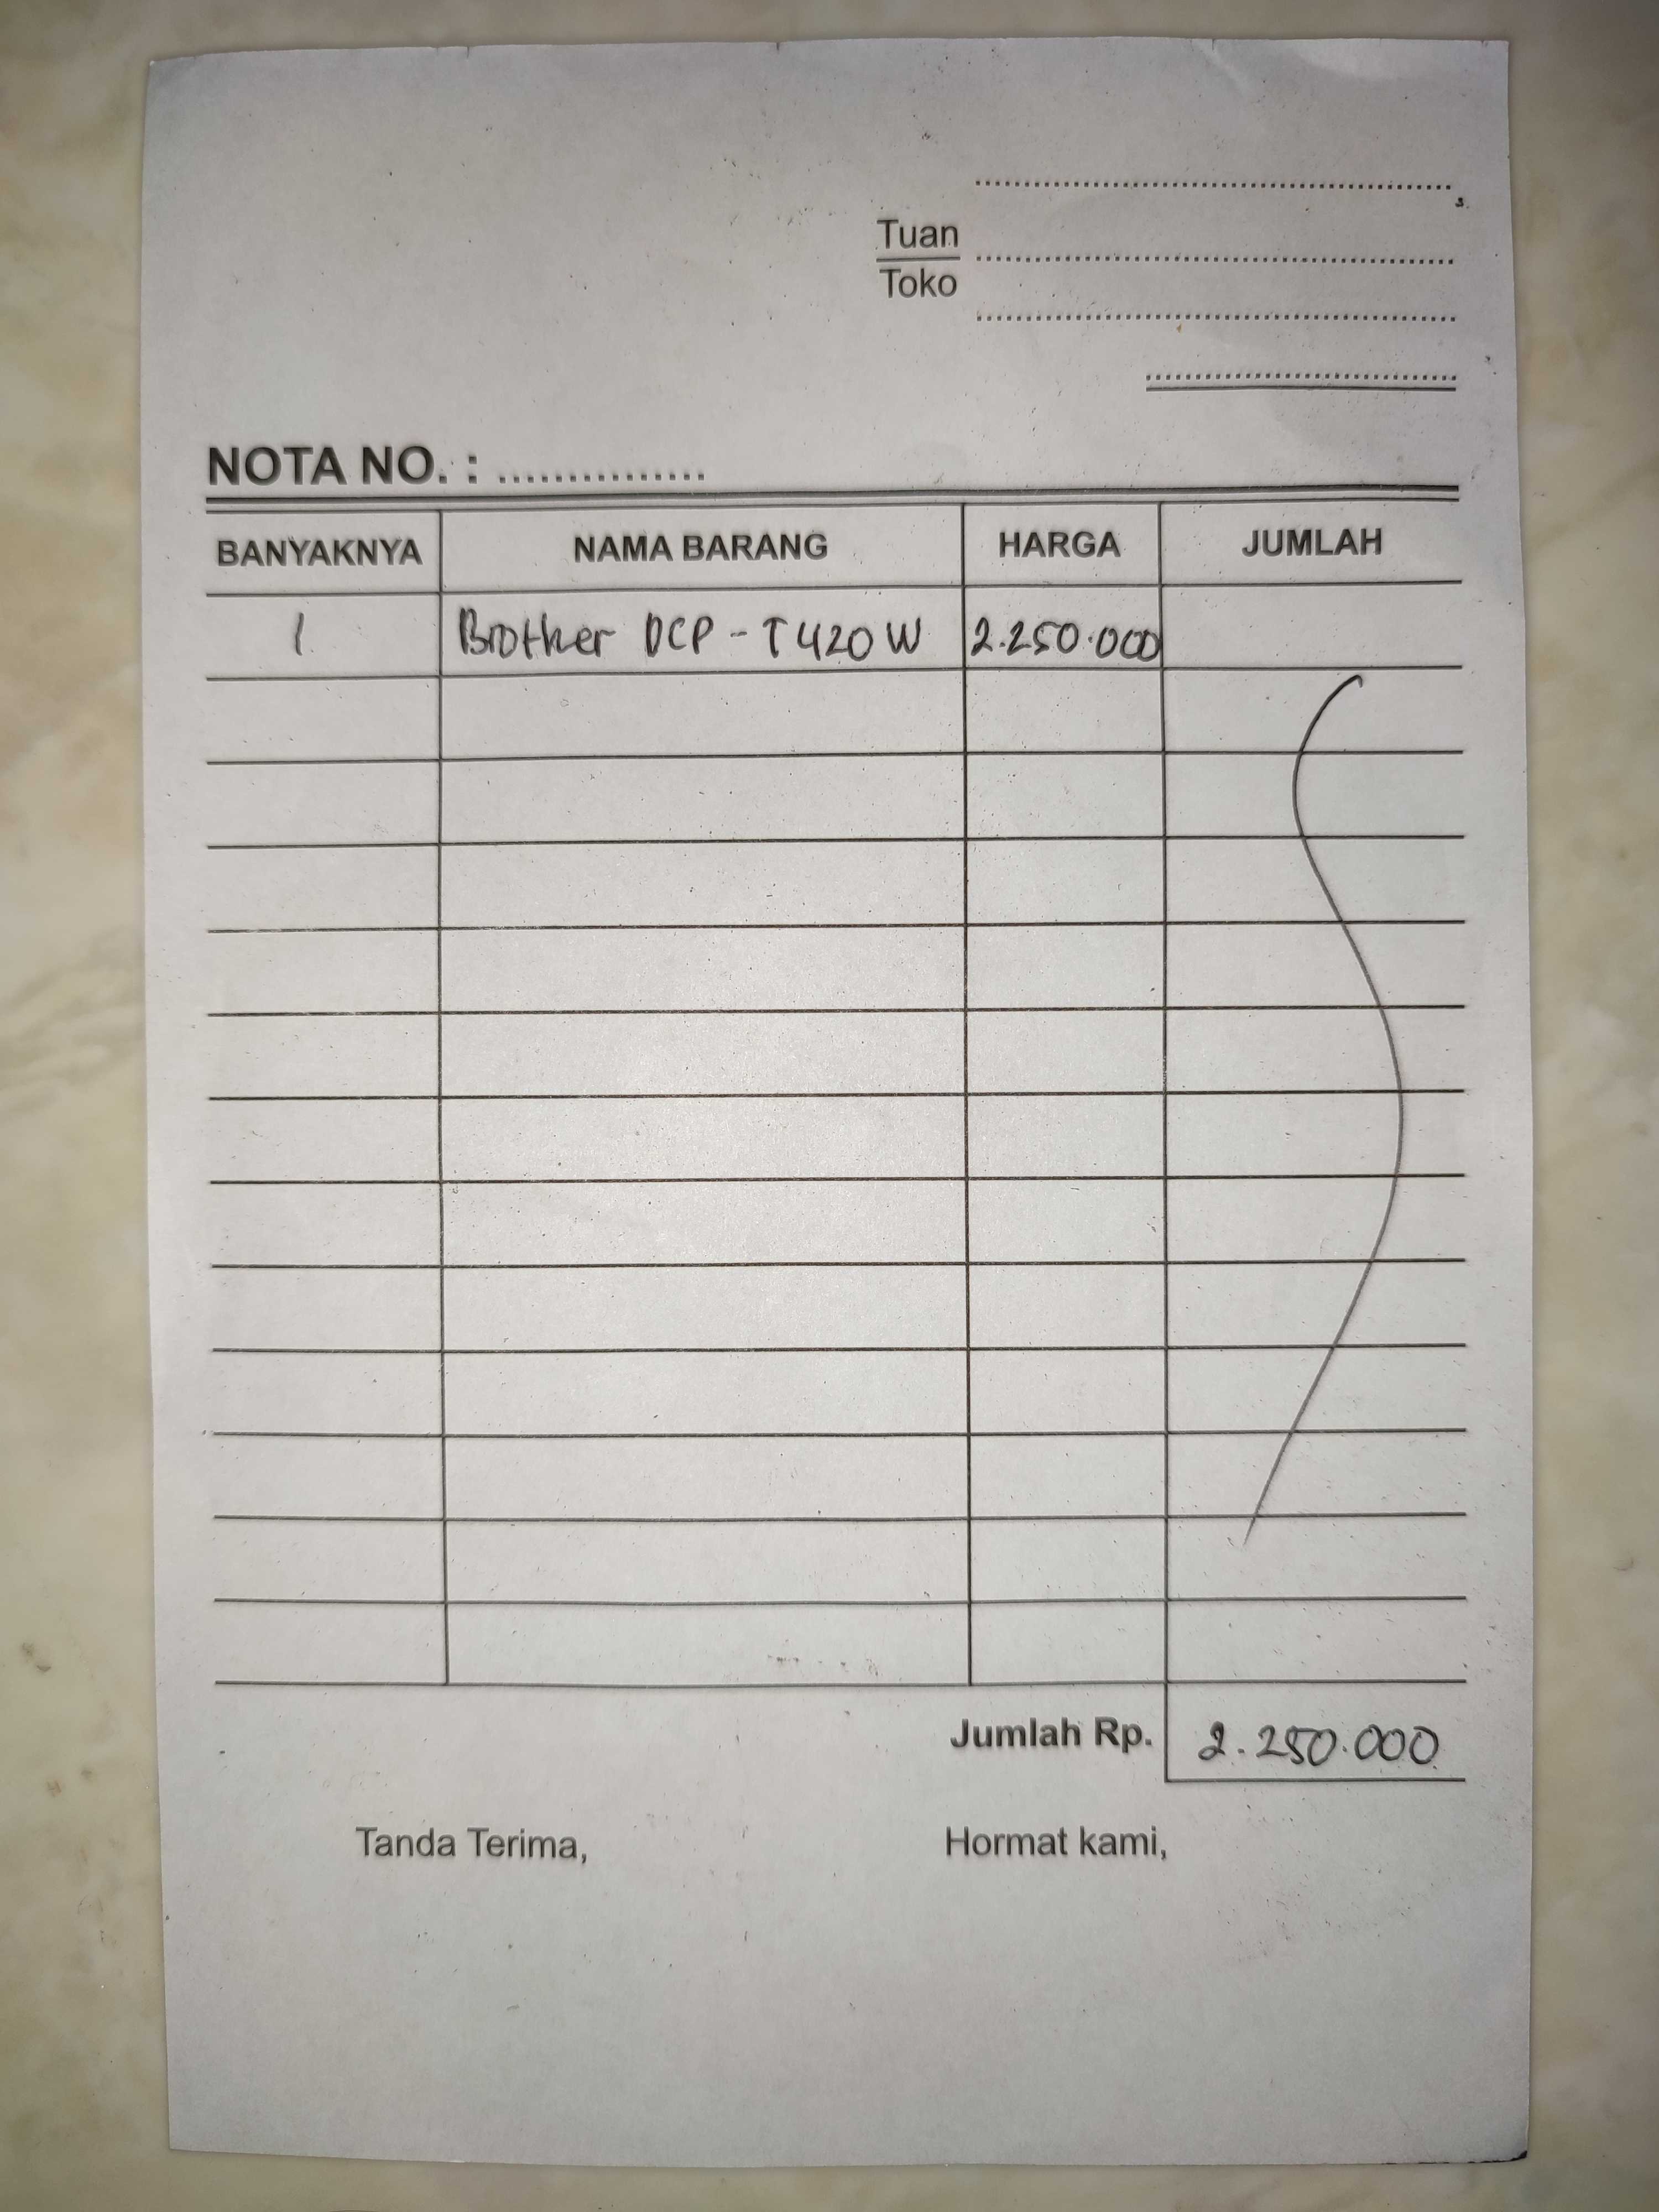 Tuan
Toko
NOTA NO. : ...............
BANYAKNYA NAMA BARANG HARGA JUMLAH
1 Brother DCP - T420W 2.250.000
Jumlah Rp. 2.250.000
Tanda Terima, Hormat kami,